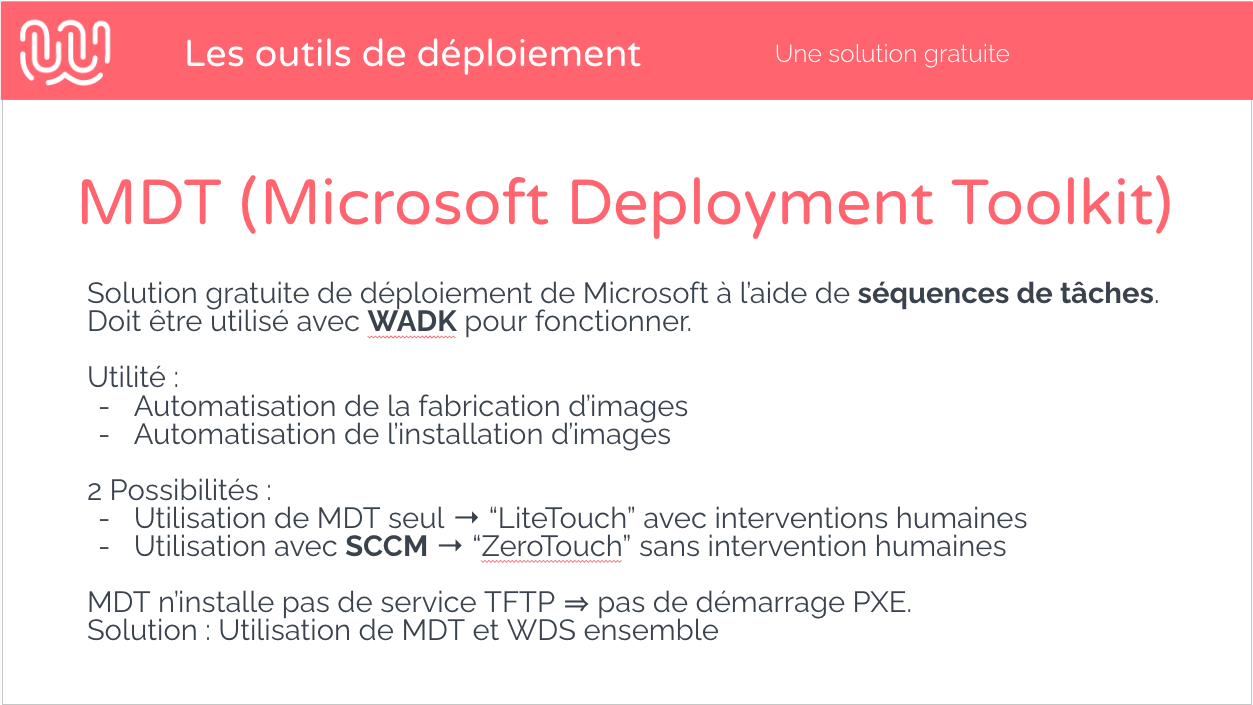 Les outils de déploiement
Une solution gratuite
MDT (Microsoft Deployment Toolkit)
Solution gratuite de déploiement de Microsoft à l’aide de séquences de tâches.
Doit être utilisé avec WADK pour fonctionner.
Utilité :
- Automatisation de la fabrication d’images
- Automatisation de l’installation d’images
2 Possibilités :
- Utilisation de MDT seul → “LiteTouch” avec interventions humaines
- Utilisation avec SCCM → “ZeroTouch” sans intervention humaines
MDT n’installe pas de service TFTP ⇒ pas de démarrage PXE.
Solution : Utilisation de MDT et WDS ensemble